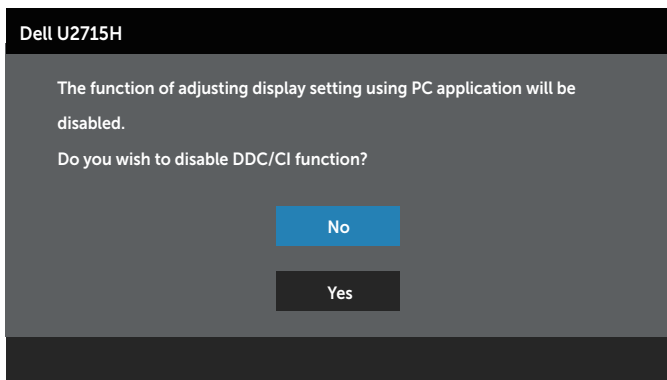 Dell U2715H
The function of adjusting display setting using PC application will be
disabled.
Do you wish to disable DDC/CI function?
No
Yes